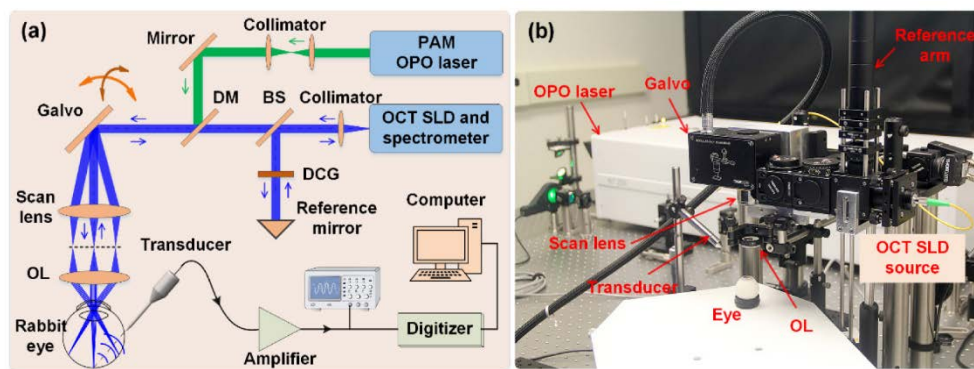 (a)
Mirror
Collimator
PAM
OPO laser
Galvo
DM
BS
Collimator
OCT SLD and
spectrometer
DCG
Scan
lens
Reference
mirror
Computer
Transducer
OL
Rabbit
eye
Amplifier
Digitizer
(b)
Reference
arm
OPO laser
Galvo
Scan lens
Transducer
OCT SLD
source
Eye
OL